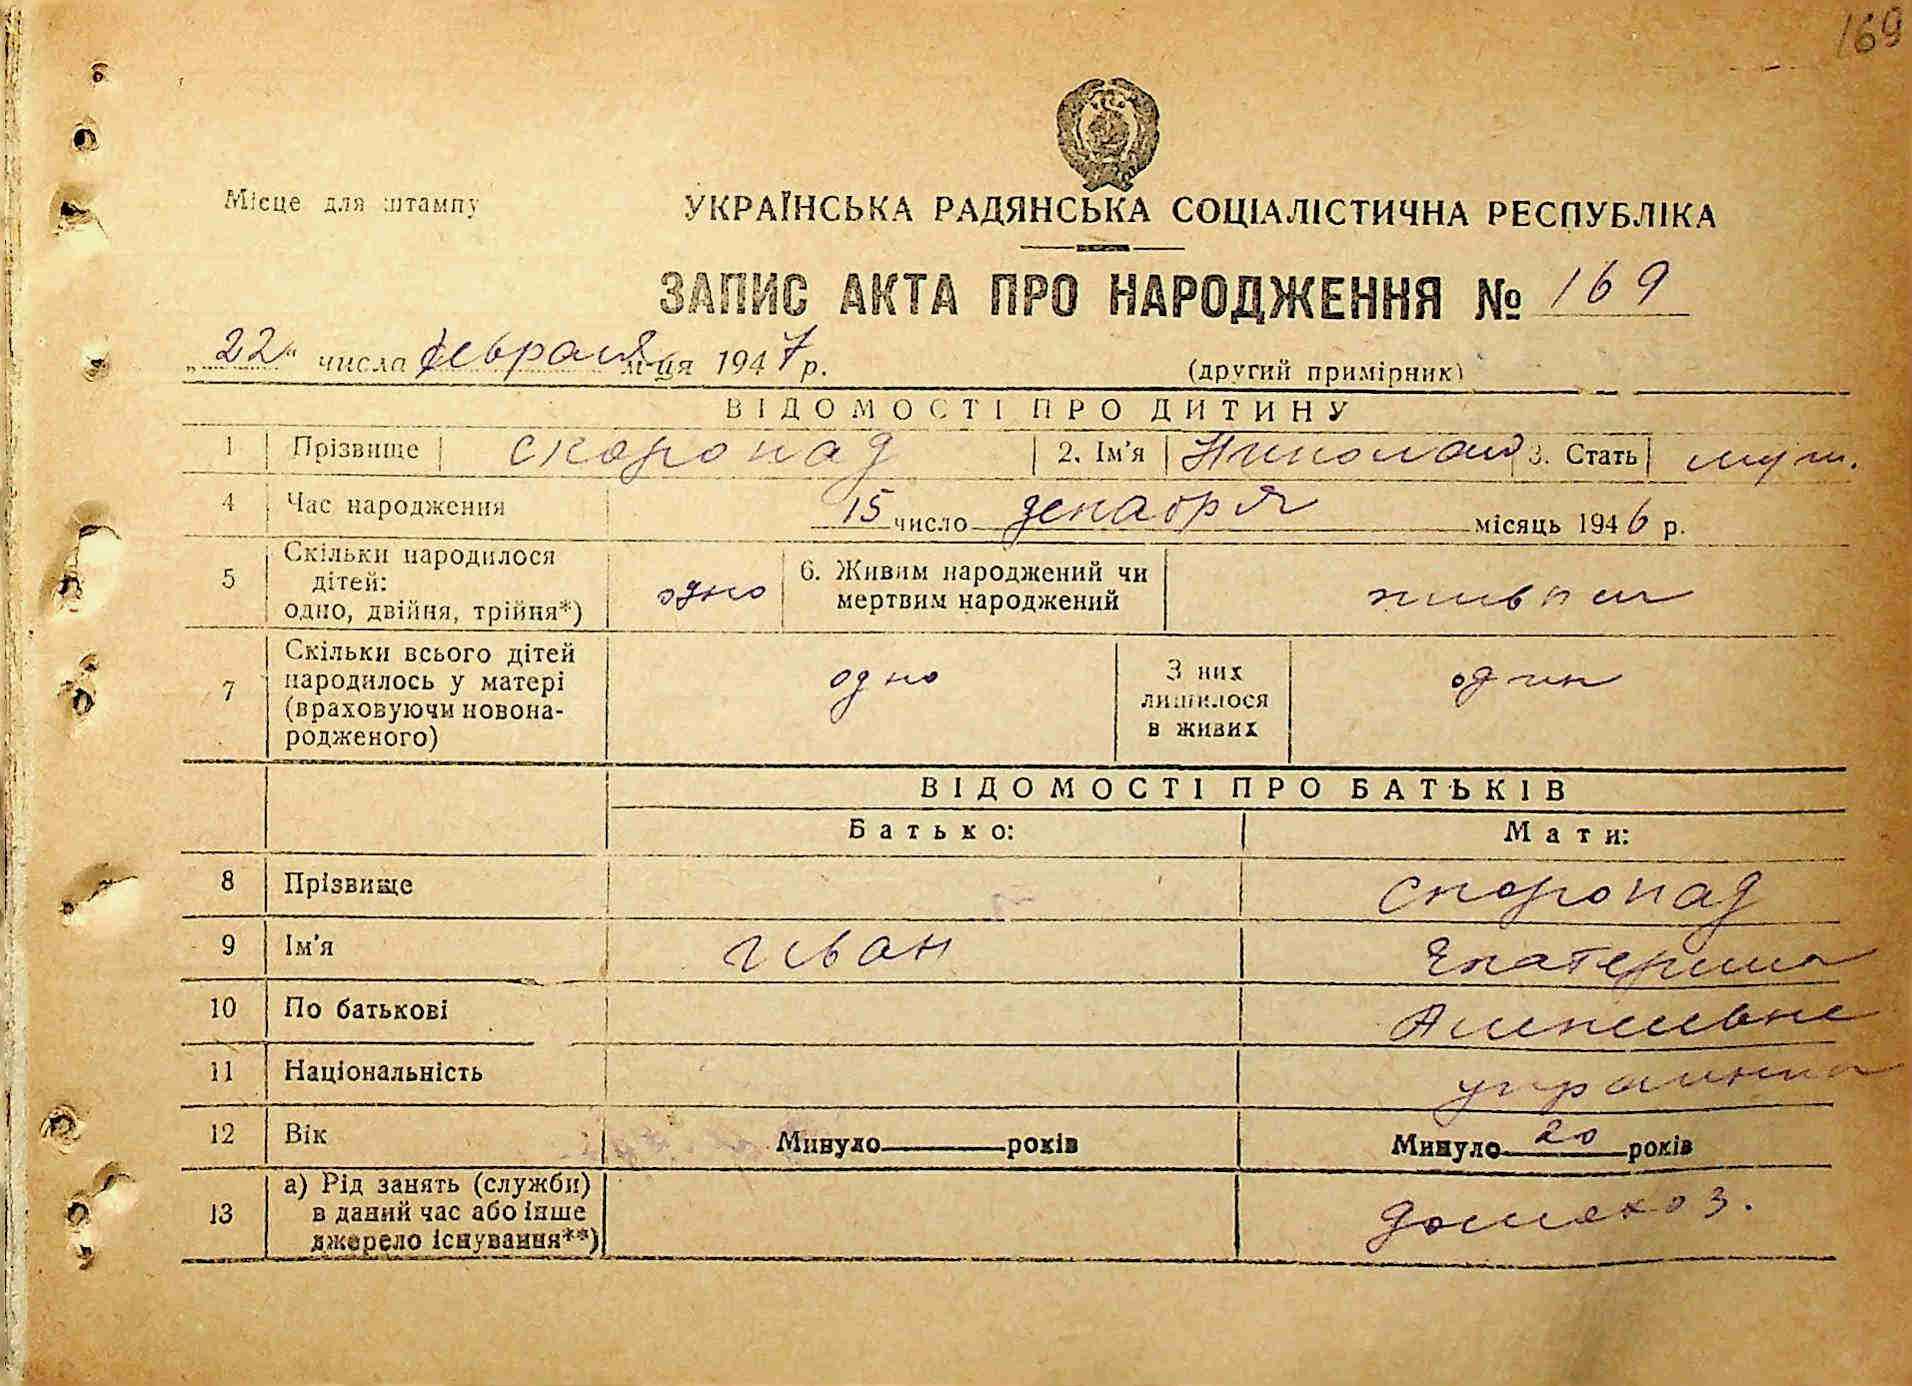 169
Місце для штампу
УКРАЇНСЬКА РАДЯНСЬКА СОЦІАЛІСТИЧНА РЕСПУБЛІКА
ЗАПИС АКТА ПРО НАРОДЖЕННЯ № 169
„22“ числа февраля м-ця 1947 р. (другий примірник)
ВІДОМОСТІ ПРО ДИТИНУ
1 Прізвище Скоропад 2. Ім'я Николай 3. Стать муж.
4 Час народження 15 число декабря місяць 1946 р.
5 Скільки народилося дітей: одно, двійня, трійня*) одно 6. Живим народжений чи мертвим народжений живым
7 Скільки всього дітей народилось у матері (враховуючи новонародженого) одно З них лишилося в живих один
ВІДОМОСТІ ПРО БАТЬКІВ
Батько: Мати:
8 Прізвище Скоропад
9 Ім'я Иван Екатерина
10 По батькові Алексеевне
11 Національність украинка
12 Вік Минуло років Минуло 20 років
13 а) Рід занять (служби) в даний час або інше джерело існування**) домохоз.